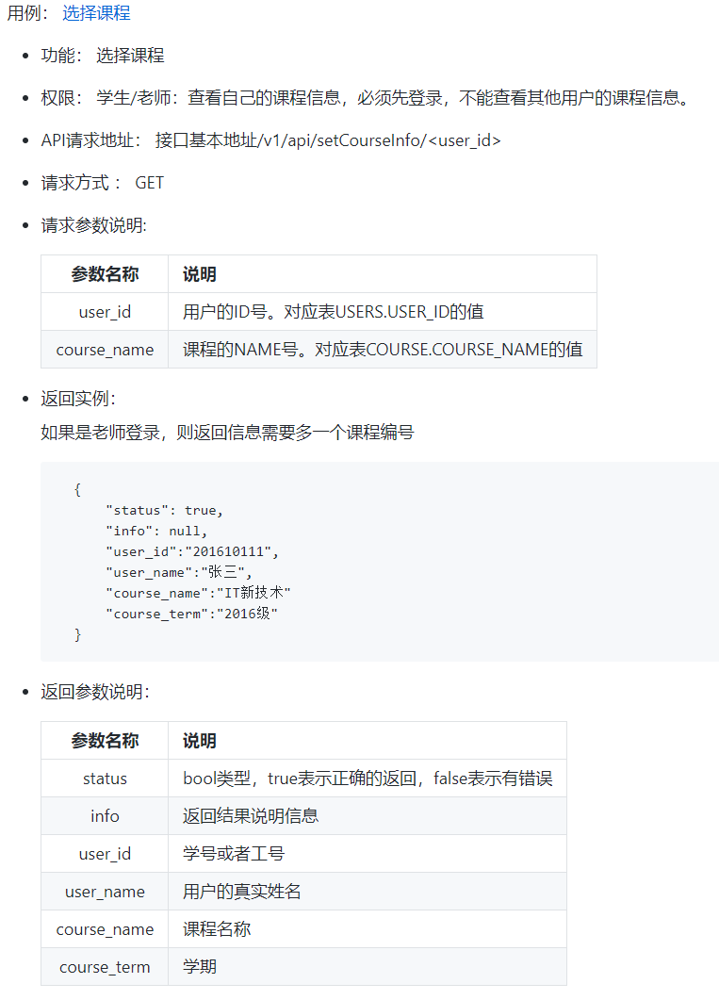 用例： 选择课程
功能： 选择课程
权限： 学生/老师：查看自己的课程信息，必须先登录，不能查看其他用户的课程信息。
API请求地址： 接口基本地址/v1/api/setCourseInfo/<user_id>
请求方式 ： GET
请求参数说明:
参数名称 说明
user_id 用户的ID号。对应表USERS.USER_ID的值
course_name 课程的NAME号。对应表COURSE.COURSE_NAME的值
返回实例：
如果是老师登录，则返回信息需要多一个课程编号
{
"status": true,
"info": null,
"user_id":"201610111",
"user_name":"张三",
"course_name":"IT新技术"
"course_term":"2016级"
}
返回参数说明：
参数名称 说明
status bool类型，true表示正确的返回，false表示有错误
info 返回结果说明信息
user_id 学号或者工号
user_name 用户的真实姓名
course_name 课程名称
course_term 学期